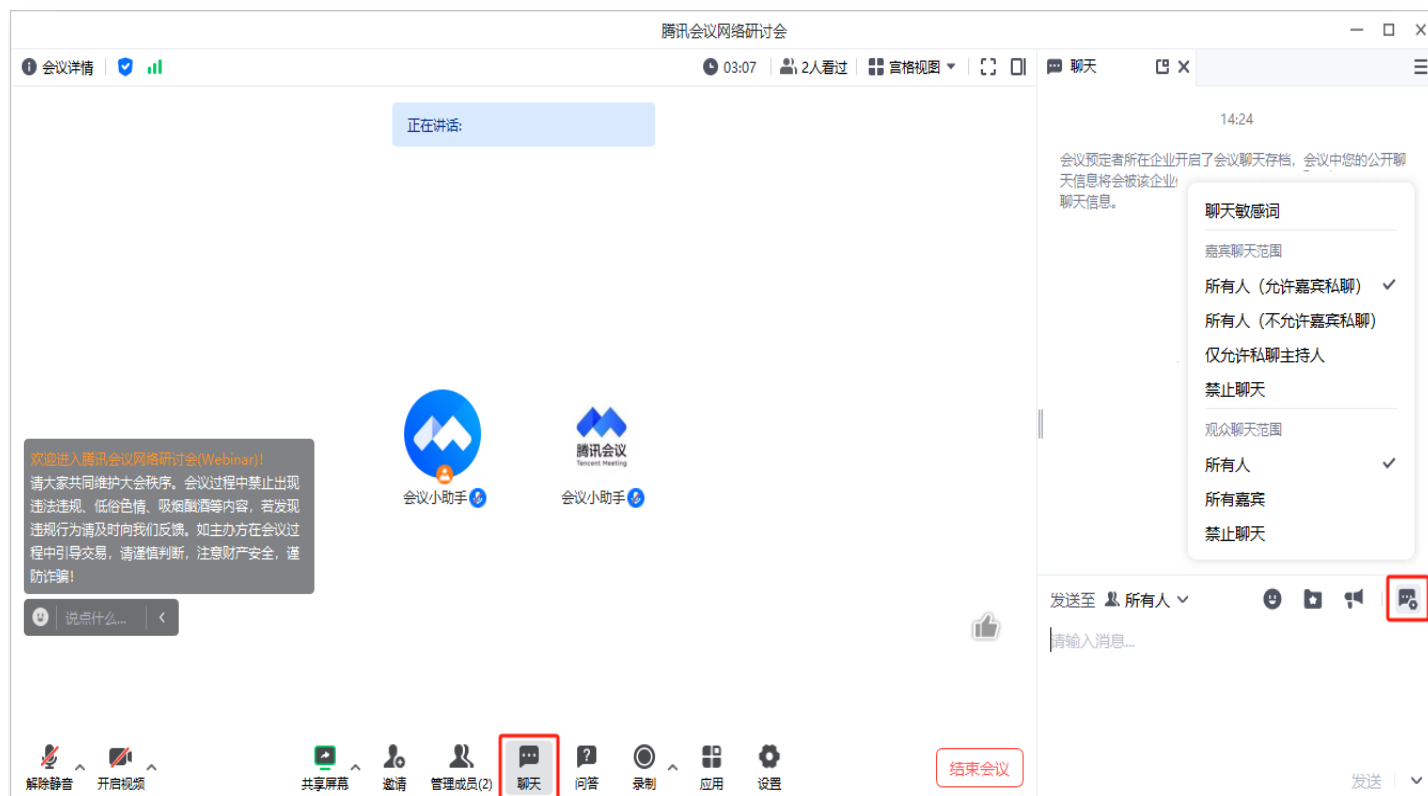 腾讯会议网络研讨会
会议详情
03:07
2人看过
宫格视图
聊天
正在讲话:
14:24
会议预定者所在企业开启了会议聊天存档，会议中您的公开聊
天信息将会被该企业
聊天信息。
聊天敏感词
嘉宾聊天范围
所有人（允许嘉宾私聊）
所有人（不允许嘉宾私聊）
仅允许私聊主持人
禁止聊天
观众聊天范围
所有人
所有嘉宾
禁止聊天
腾讯会议
Tencent Meeting
会议小助手
会议小助手
欢迎进入腾讯会议网络研讨会(Webinar)!
请大家共同维护大会秩序。会议过程中禁止出现
违法违规、低俗色情、吸烟酗酒等内容，若发现
违规行为请及时向我们反馈。如主办方在会议过
程中引导交易，请谨慎判断，注意财产安全，谨
防诈骗！
说点什么...
发送至 所有人
请输入消息...
解除静音
开启视频
共享屏幕
邀请
管理成员(2)
聊天
问答
录制
应用
设置
结束会议
发送